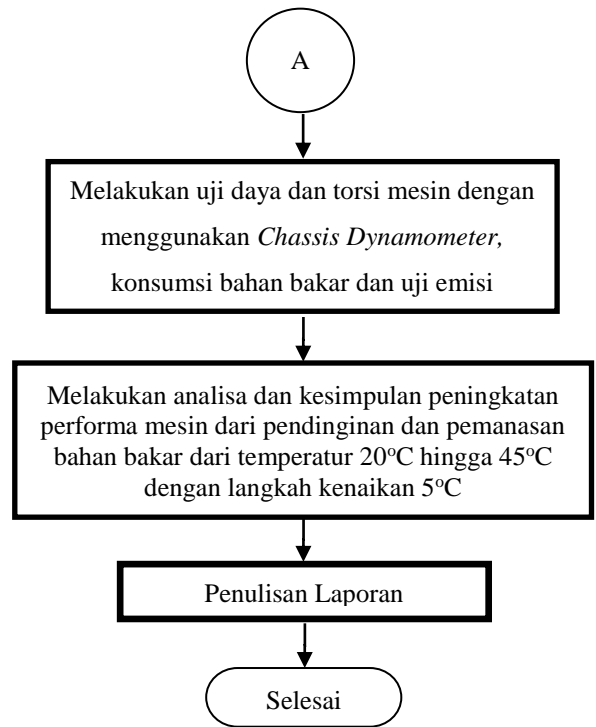 A
Melakukan uji daya dan torsi mesin dengan
menggunakan Chassis Dynamometer,
konsumsi bahan bakar dan uji emisi
Melakukan analisa dan kesimpulan peningkatan
performa mesin dari pendinginan dan pemanasan
bahan bakar dari temperatur 20°C hingga 45°C
dengan langkah kenaikan 5°C
Penulisan Laporan
Selesai